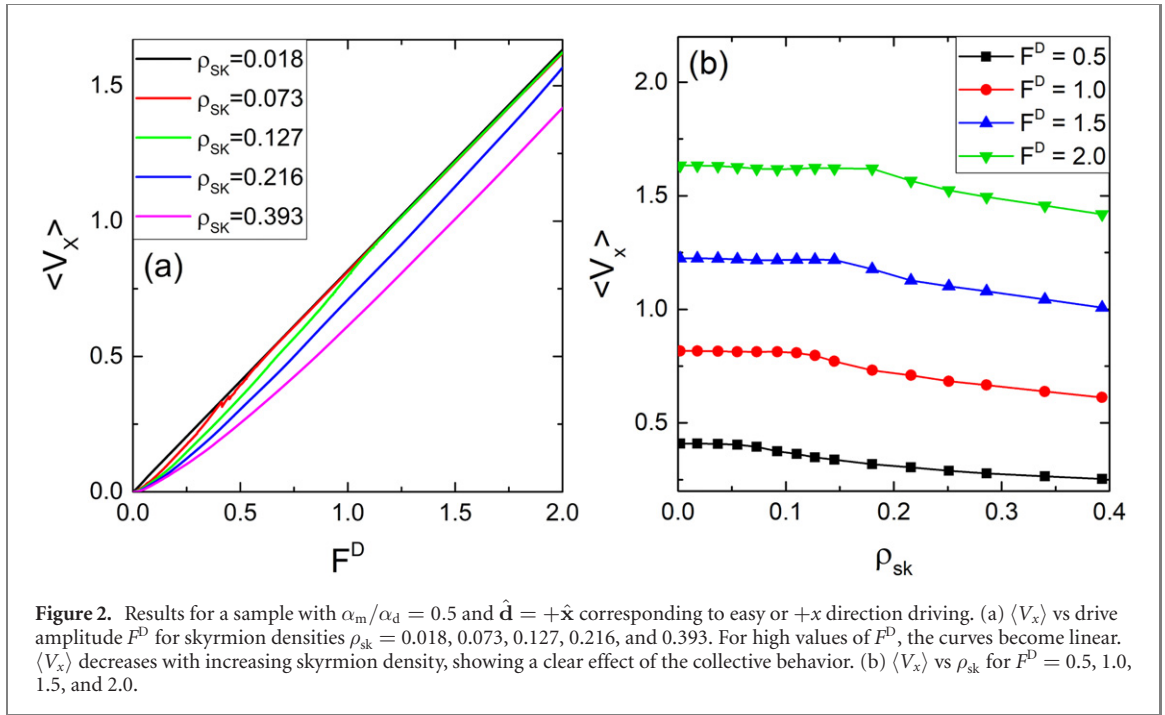 1.5
1.0
0.5
0.0
<Vx>
ρSK=0.018
ρSK=0.073
ρSK=0.127
ρSK=0.216
ρSK=0.393
(a)
0.0 0.5 1.0 1.5 2.0
F^D
2.0
1.5
1.0
0.5
<Vx>
(b)
F^D = 0.5
F^D = 1.0
F^D = 1.5
F^D = 2.0
0.0 0.1 0.2 0.3 0.4
ρsk
Figure 2. Results for a sample with αm/αd = 0.5 and d̂ = +x̂ corresponding to easy or +x direction driving. (a) ⟨Vx⟩ vs drive
amplitude F^D for skyrmion densities ρsk = 0.018, 0.073, 0.127, 0.216, and 0.393. For high values of F^D, the curves become linear.
⟨Vx⟩ decreases with increasing skyrmion density, showing a clear effect of the collective behavior. (b) ⟨Vx⟩ vs ρsk for F^D = 0.5, 1.0,
1.5, and 2.0.